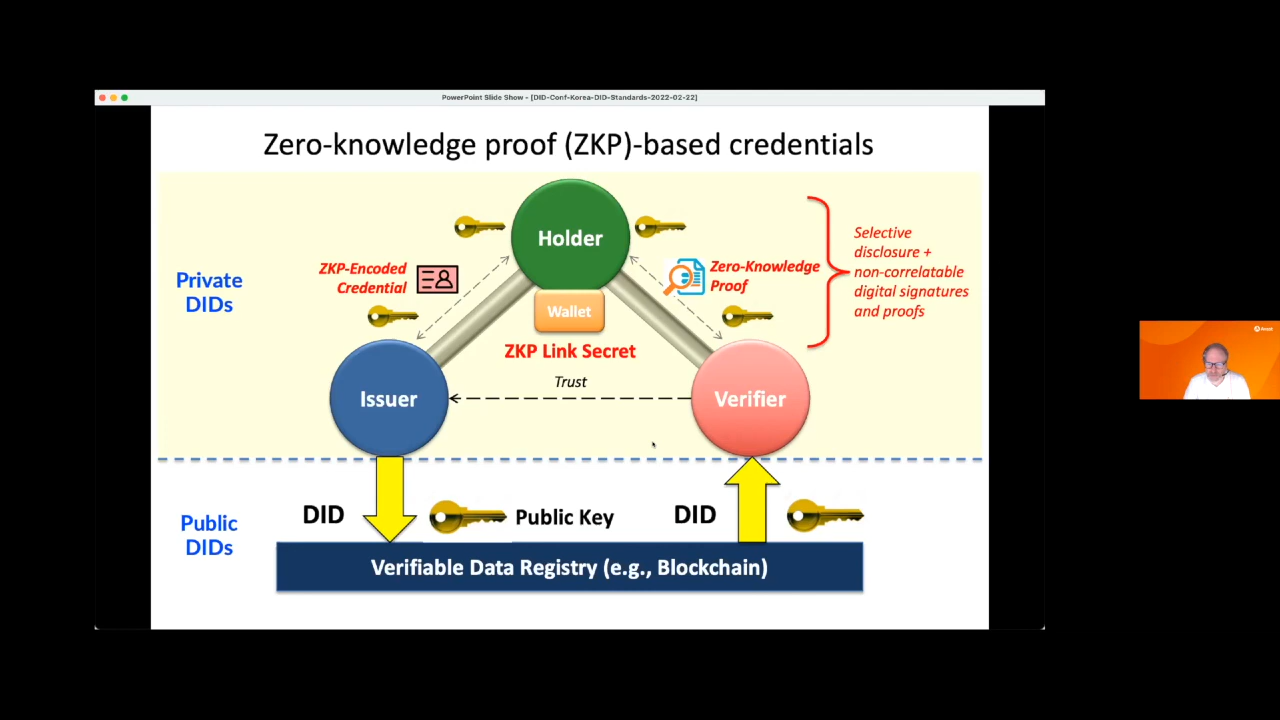 PowerPoint Slide Show - [DID-Conf-Korea-DID-Standards-2022-02-22]
Zero-knowledge proof (ZKP)-based credentials
Holder
Selective
disclosure +
non-correlatable
digital signatures
and proofs
ZKP-Encoded
Credential
Zero-Knowledge
Proof
Private
DIDs
Wallet
ZKP Link Secret
Trust
Issuer
Verifier
Public
DIDs
DID
Public Key
DID
Verifiable Data Registry (e.g., Blockchain)